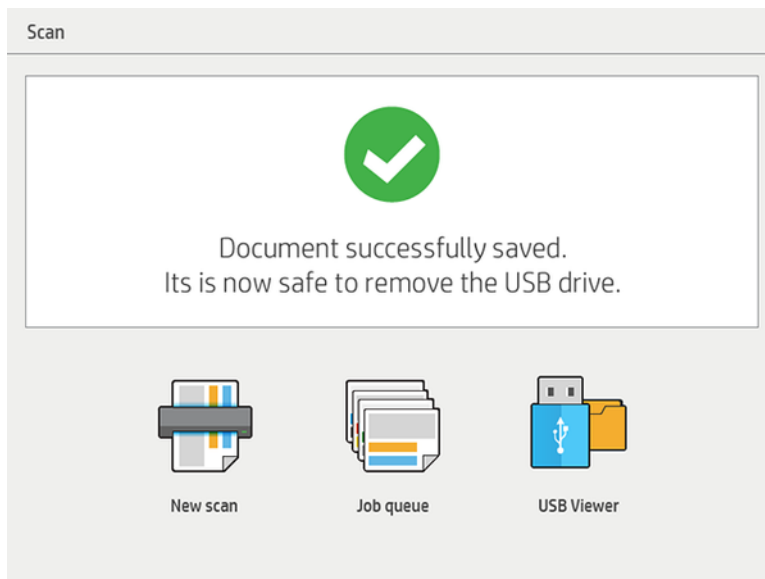 Scan
Document successfully saved.
Its is now safe to remove the USB drive.
New scan
Job queue
USB Viewer